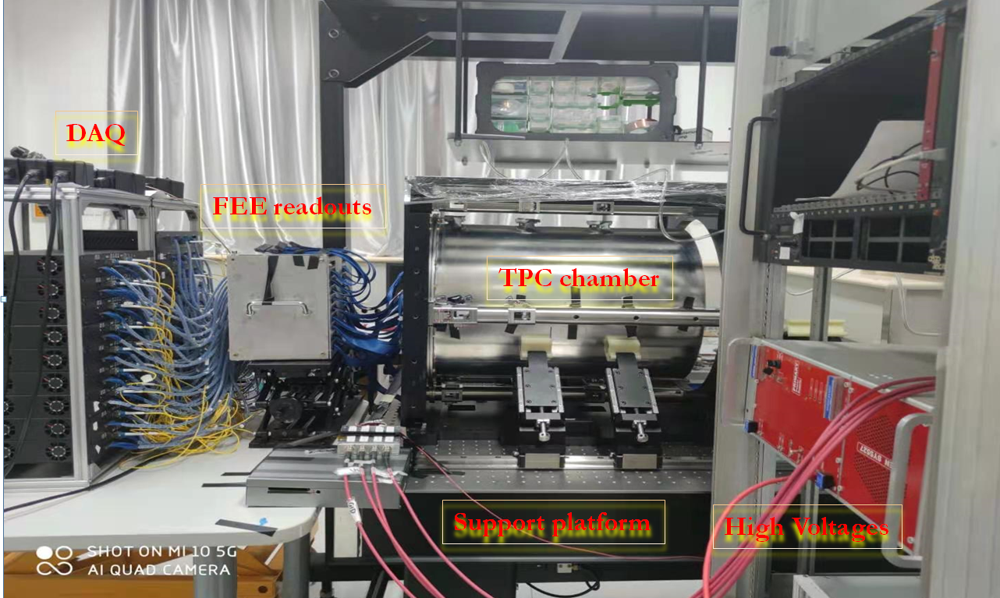 DAQ
FEE readouts
TPC chamber
Support platform
High Voltages
SHOT ON MI 10 5G
AI QUAD CAMERA